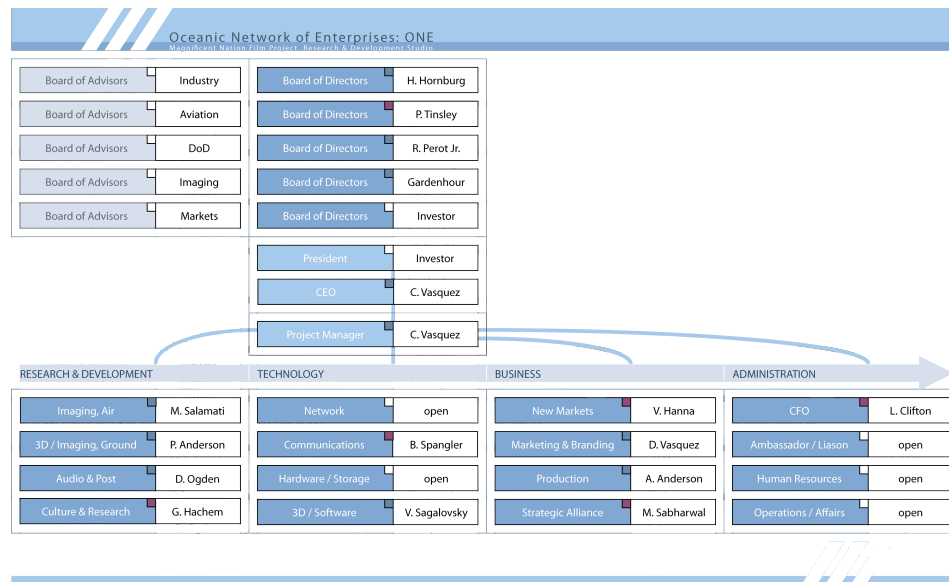 Oceanic Network of Enterprises: ONE
Magnificent Nation Film Project, Research & Development Studio
Board of Advisors Industry
Board of Directors H. Hornburg
Board of Advisors Aviation
Board of Directors P. Tinsley
Board of Advisors DoD
Board of Directors R. Perot Jr.
Board of Advisors Imaging
Board of Directors Gardenhour
Board of Advisors Markets
Board of Directors Investor
President Investor
CEO C. Vasquez
Project Manager C. Vasquez
RESEARCH & DEVELOPMENT TECHNOLOGY BUSINESS ADMINISTRATION
Imaging, Air M. Salamati
Network open
New Markets V. Hanna
CFO L. Clifton
3D / Imaging, Ground P. Anderson
Communications B. Spangler
Marketing & Branding D. Vasquez
Ambassador / Liason open
Audio & Post D. Ogden
Hardware / Storage open
Production A. Anderson
Human Resources open
Culture & Research G. Hachem
3D / Software V. Sagalovsky
Strategic Alliance M. Sabharwal
Operations / Affairs open